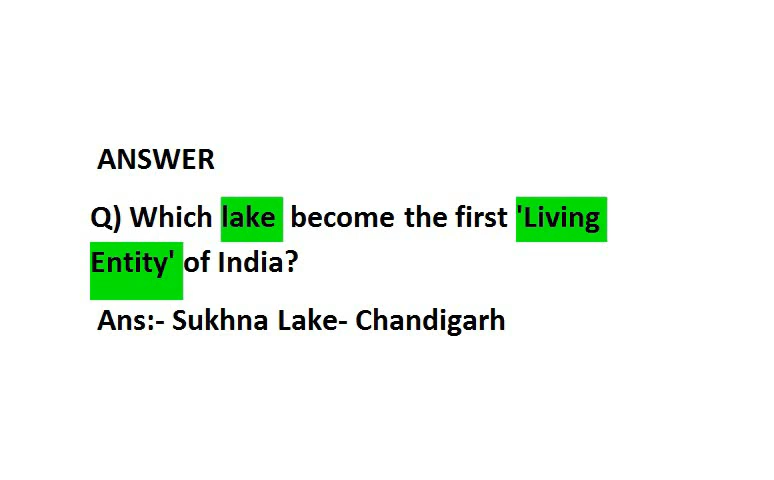 ANSWER
Q) Which lake become the first 'Living
Entity' of India?
Ans:- Sukhna Lake- Chandigarh